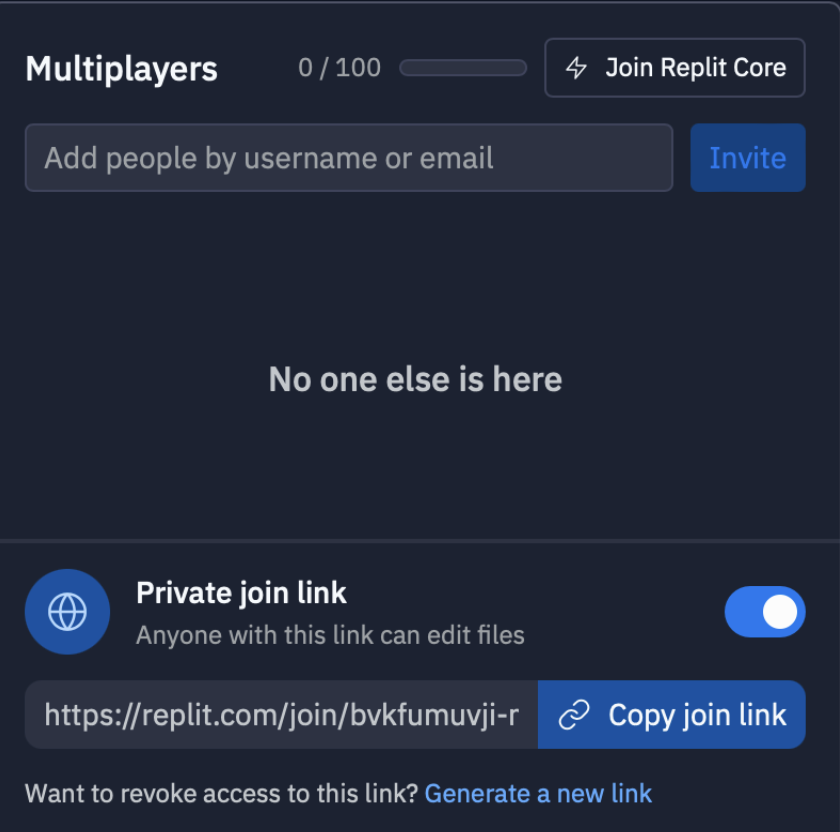 Multiplayers 0 / 100 Join Replit Core
Add people by username or email Invite
No one else is here
Private join link
Anyone with this link can edit files
https://replit.com/join/bvkfumuvji-r Copy join link
Want to revoke access to this link? Generate a new link